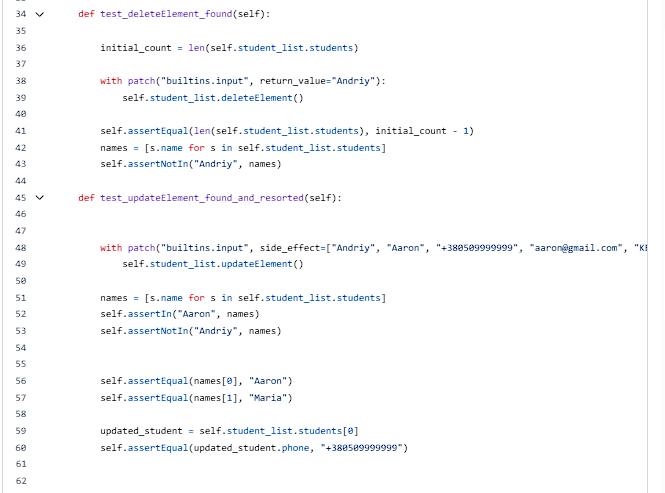 34 def test_deleteElement_found(self):
35
36 initial_count = len(self.student_list.students)
37
38 with patch("builtins.input", return_value="Andriy"):
39 self.student_list.deleteElement()
40
41 self.assertEqual(len(self.student_list.students), initial_count - 1)
42 names = [s.name for s in self.student_list.students]
43 self.assertNotIn("Andriy", names)
44
45 def test_updateElement_found_and_resorted(self):
46
47
48 with patch("builtins.input", side_effect=["Andriy", "Aaron", "+380509999999", "aaron@gmail.com", "
49 self.student_list.updateElement()
50
51 names = [s.name for s in self.student_list.students]
52 self.assertIn("Aaron", names)
53 self.assertNotIn("Andriy", names)
54
55
56 self.assertEqual(names[0], "Aaron")
57 self.assertEqual(names[1], "Maria")
58
59 updated_student = self.student_list.students[0]
60 self.assertEqual(updated_student.phone, "+380509999999")
61
62